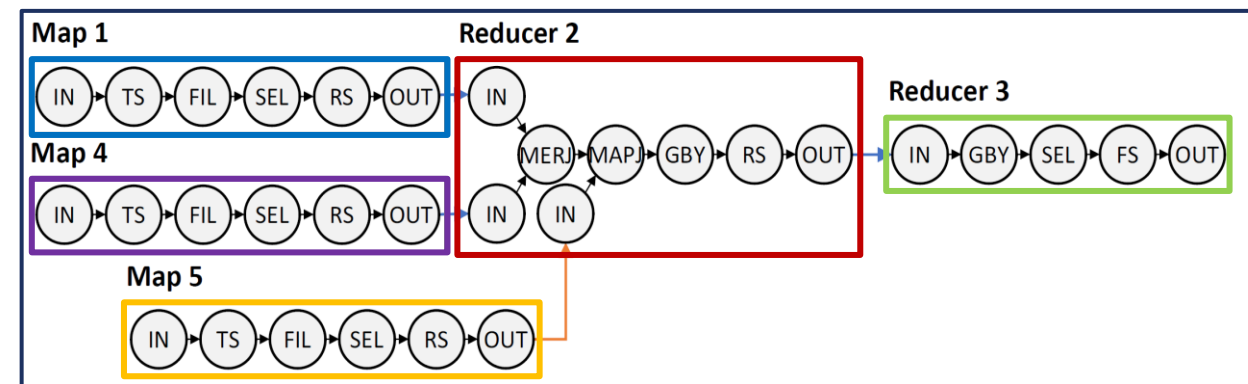 Map 1
IN TS FIL SEL RS OUT
Reducer 2
IN
MERJ MAPJ GBY RS OUT
IN IN
Reducer 3
IN GBY SEL FS OUT
Map 4
IN TS FIL SEL RS OUT
Map 5
IN TS FIL SEL RS OUT